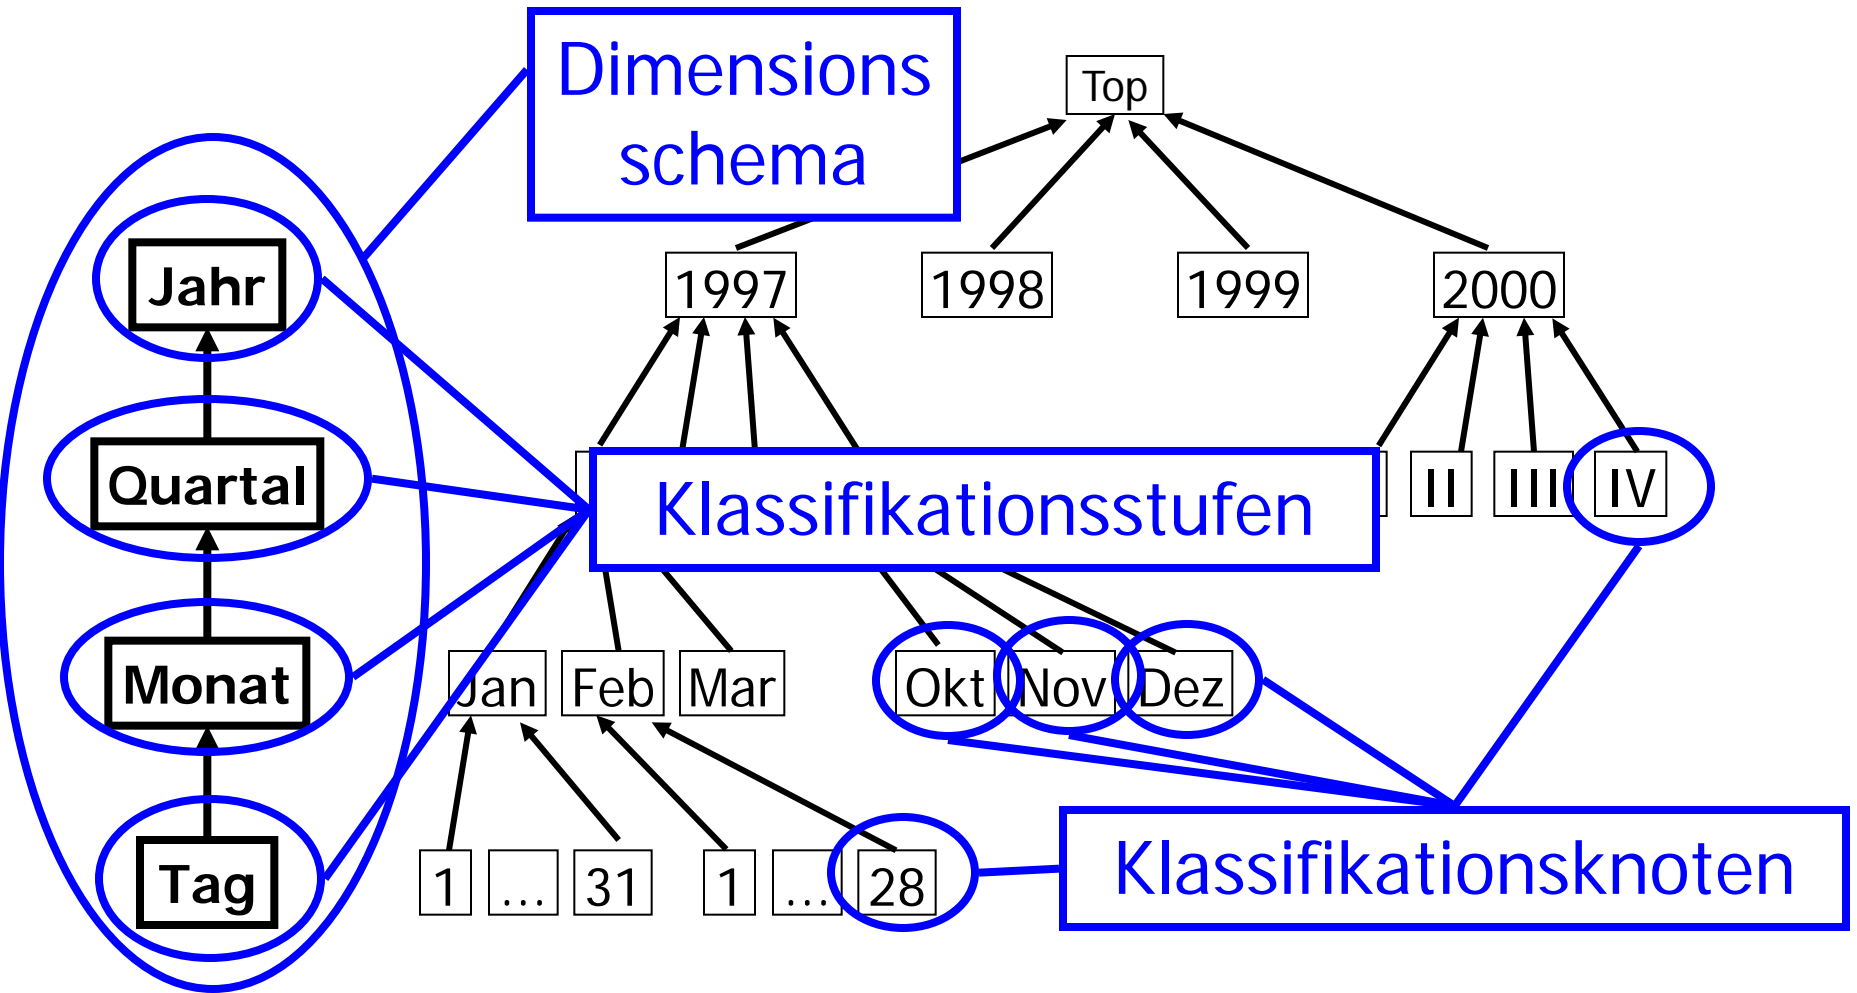 Dimensions
schema
Top
Jahr
1997
1998
1999
2000
Quartal
Klassifikationsstufen
II
III
IV
Monat
Jan
Feb
Mar
Okt
Nov
Dez
Tag
1
...
31
1
...
28
Klassifikationsknoten